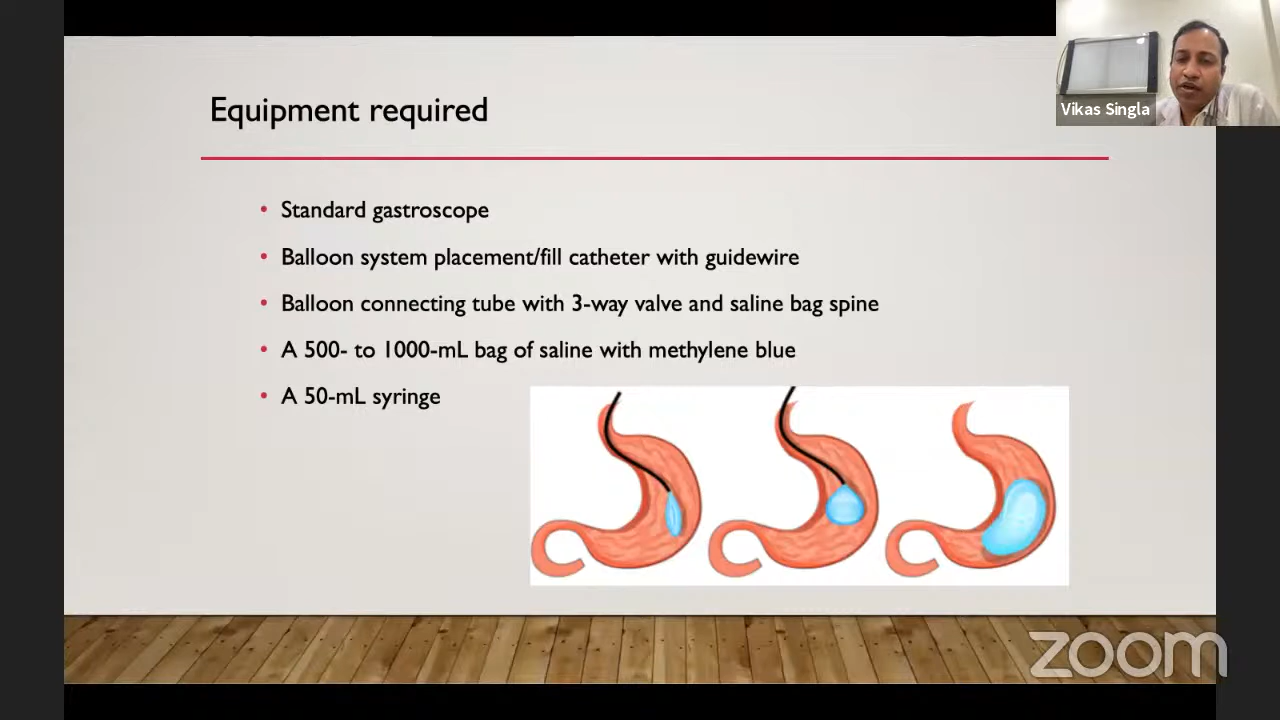 Equipment required
Vikas Singla
• Standard gastroscope
• Balloon system placement/fill catheter with guidewire
• Balloon connecting tube with 3-way valve and saline bag spine
• A 500- to 1000-mL bag of saline with methylene blue
• A 50-mL syringe
zoom